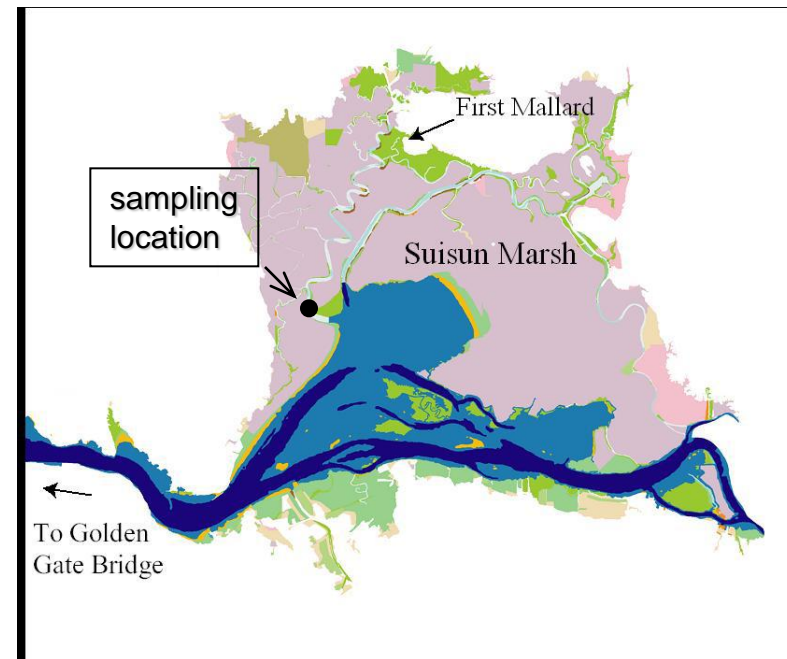 First Mallard
sampling
location
Suisun Marsh
To Golden
Gate Bridge